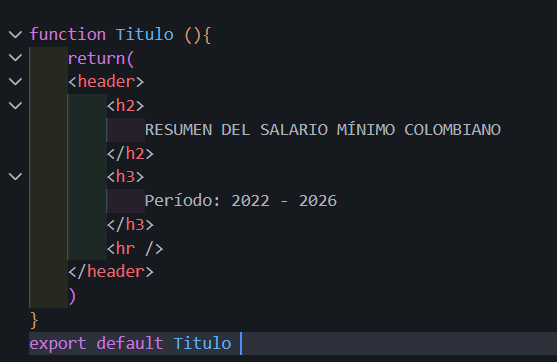 function Titulo (){
    return(
    <header>
        <h2>
            RESUMEN DEL SALARIO MÍNIMO COLOMBIANO
        </h2>
        <h3>
            Período: 2022 - 2026
        </h3>
        <hr />
    </header>
    )
}
export default Titulo